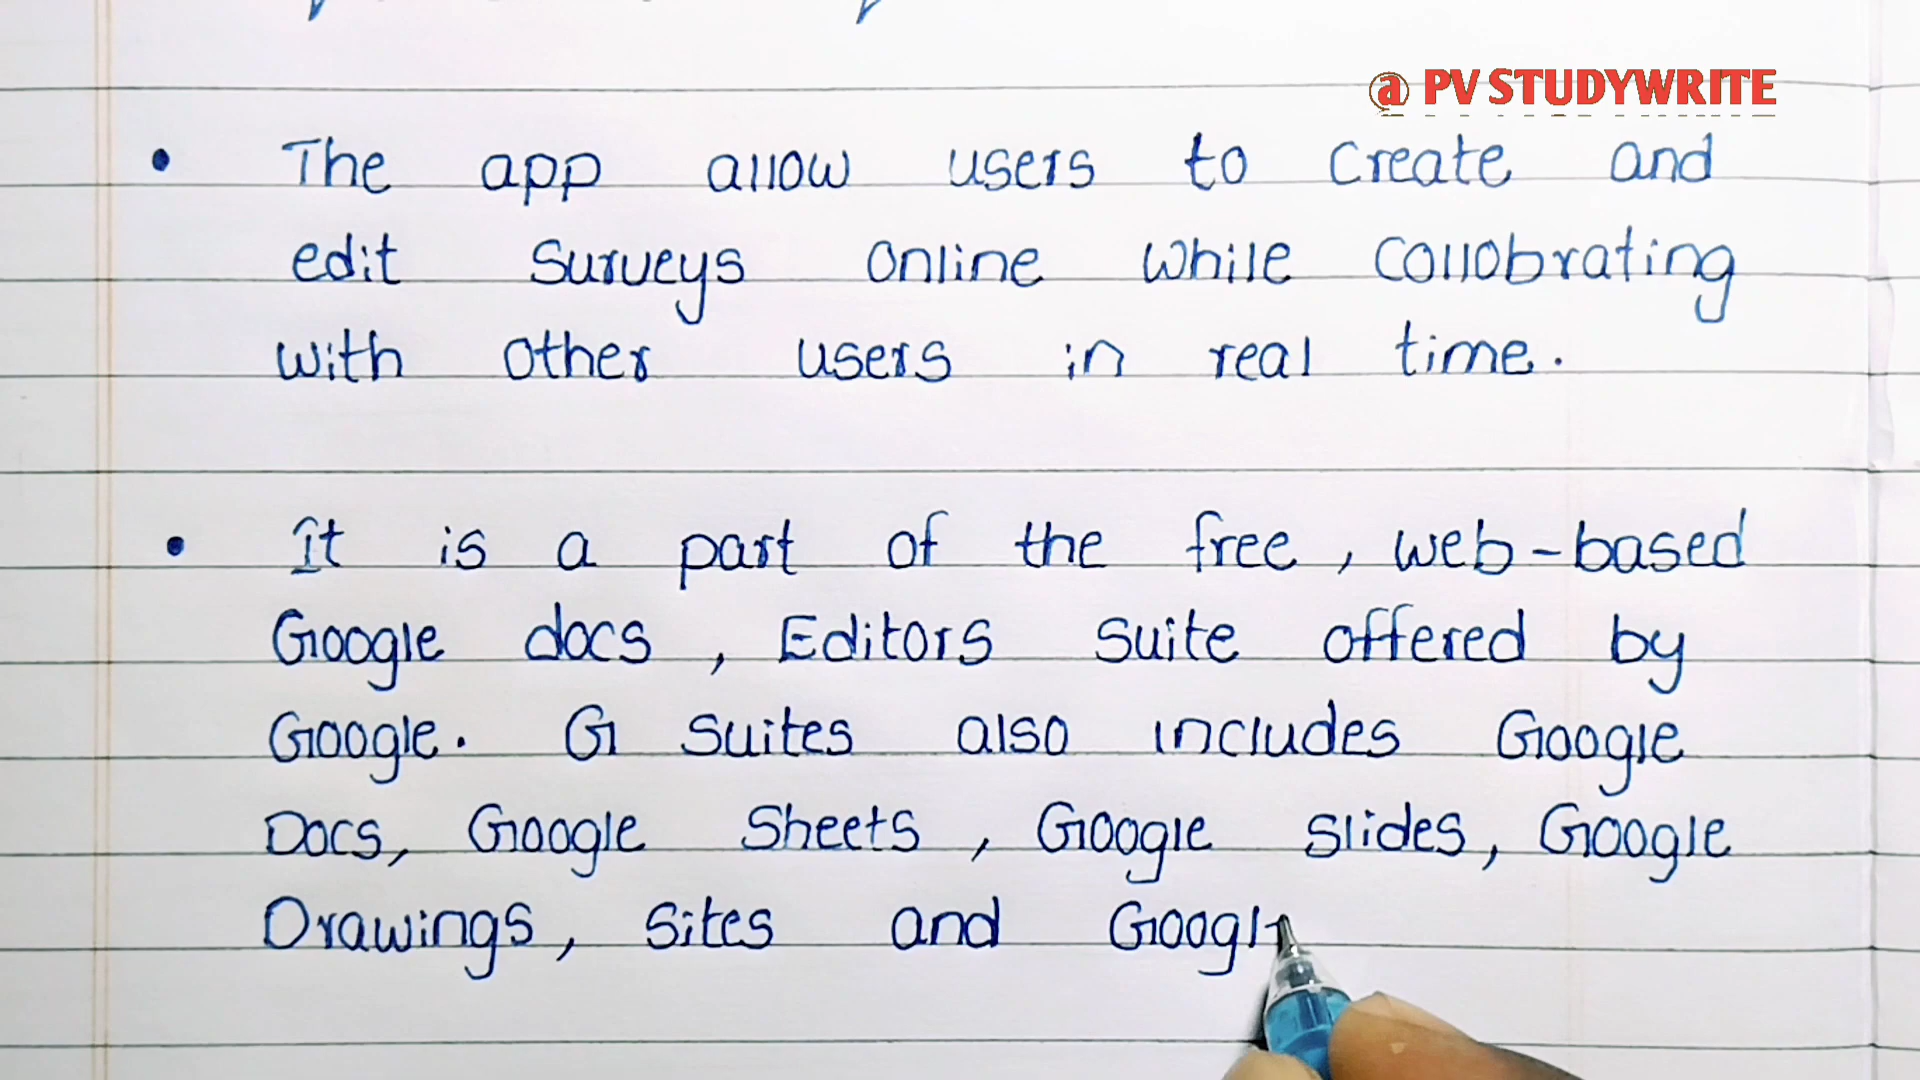 @ PV STUDYWRITE
• The app allow users to create and
edit surveys online while collobrating
with other users in real time.
• It is a part of the free, web-based
Google docs, Editors suite offered by
Google. G suites also includes Google
Docs, Google Sheets, Google slides, Google
Drawings, sites and Googl